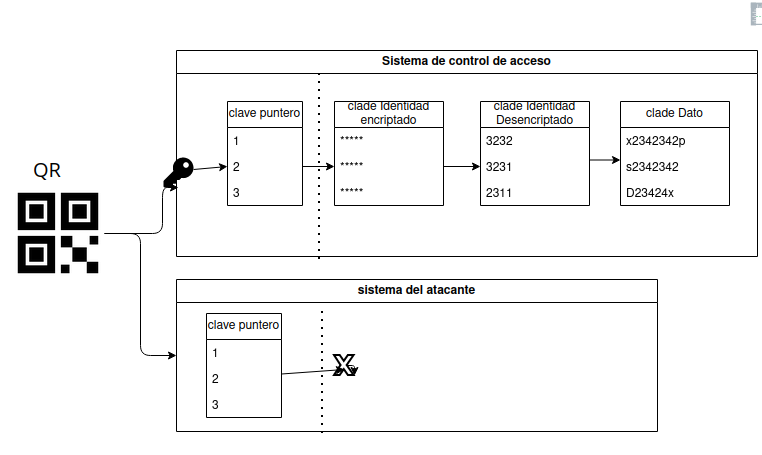 Sistema de control de acceso
QR
clave puntero
1
2
3
clade Identidad
encriptado
*****
*****
*****
clade Identidad
Desencriptado
3232
3231
2311
clade Dato
x2342342p
s2342342
D23424x
sistema del atacante
clave puntero
1
2
3
X